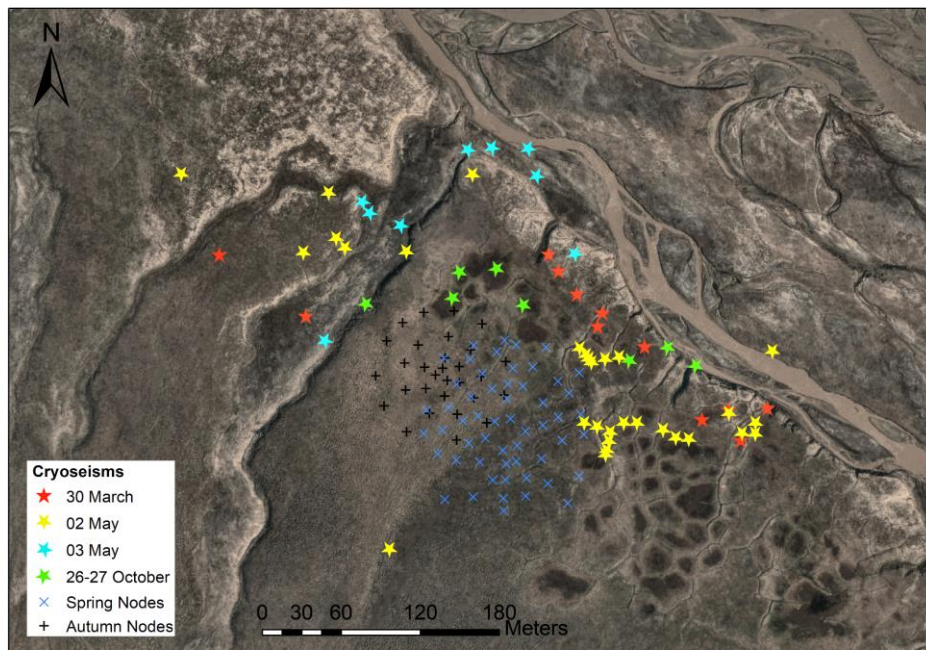 N
Cryoseisms
30 March
02 May
03 May
26-27 October
Spring Nodes
Autumn Nodes
0 30 60 120 180 Meters